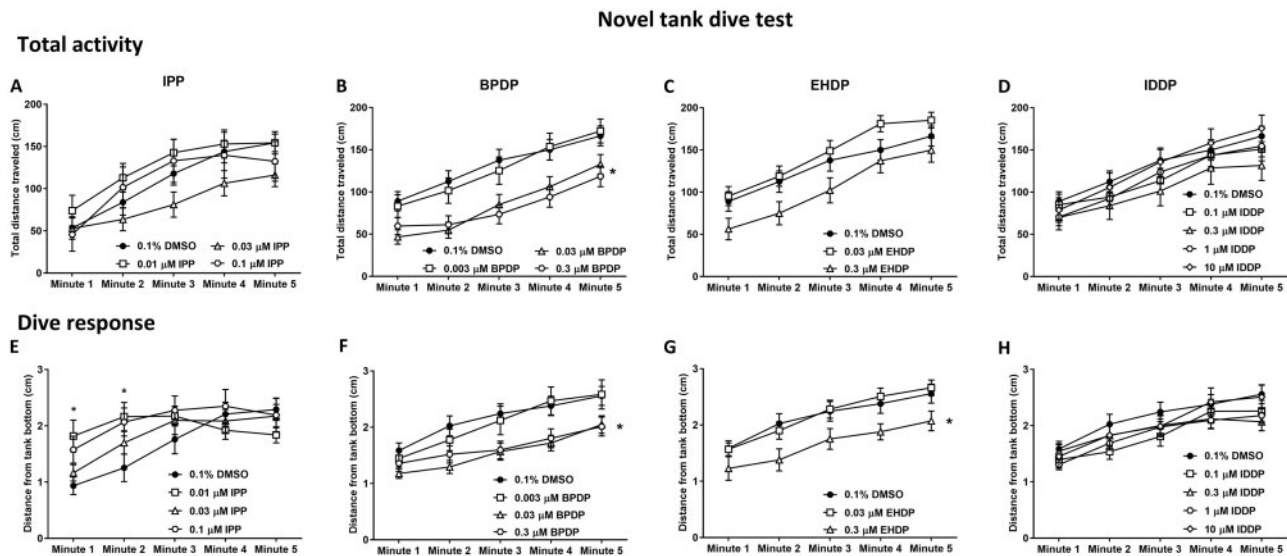 Novel tank dive test
Total activity
A IPP
Total distance traveled (cm)
200
150
100
50
0
0.1% DMSO 0.03 μM IPP
0.01 μM IPP 0.1 μM IPP
Minute 1 Minute 2 Minute 3 Minute 4 Minute 5
B BPDP
Total distance traveled (cm)
200
150
100
50
0
*
0.1% DMSO 0.03 μM BPDP
0.003 μM BPDP 0.3 μM BPDP
Minute 1 Minute 2 Minute 3 Minute 4 Minute 5
C EHDP
Total distance traveled (cm)
200
150
100
50
0
0.1% DMSO
0.03 μM EHDP
0.3 μM EHDP
Minute 1 Minute 2 Minute 3 Minute 4 Minute 5
D IDDP
Total distance traveled (cm)
200
150
100
50
0
0.1% DMSO
0.1 μM IDDP
0.3 μM IDDP
1 μM IDDP
10 μM IDDP
Minute 1 Minute 2 Minute 3 Minute 4 Minute 5
Dive response
E
Distance from tank bottom (cm)
3
2
1
0
* *
0.1% DMSO
0.01 μM IPP
0.03 μM IPP
0.1 μM IPP
Minute 1 Minute 2 Minute 3 Minute 4 Minute 5
F
Distance from tank bottom (cm)
3
2
1
0
*
0.1% DMSO
0.003 μM BPDP
0.03 μM BPDP
0.3 μM BPDP
Minute 1 Minute 2 Minute 3 Minute 4 Minute 5
G
Distance from tank bottom (cm)
3
2
1
0
*
0.1% DMSO
0.03 μM EHDP
0.3 μM EHDP
Minute 1 Minute 2 Minute 3 Minute 4 Minute 5
H
Distance from tank bottom (cm)
3
2
1
0
0.1% DMSO
0.1 μM IDDP
0.3 μM IDDP
1 μM IDDP
10 μM IDDP
Minute 1 Minute 2 Minute 3 Minute 4 Minute 5